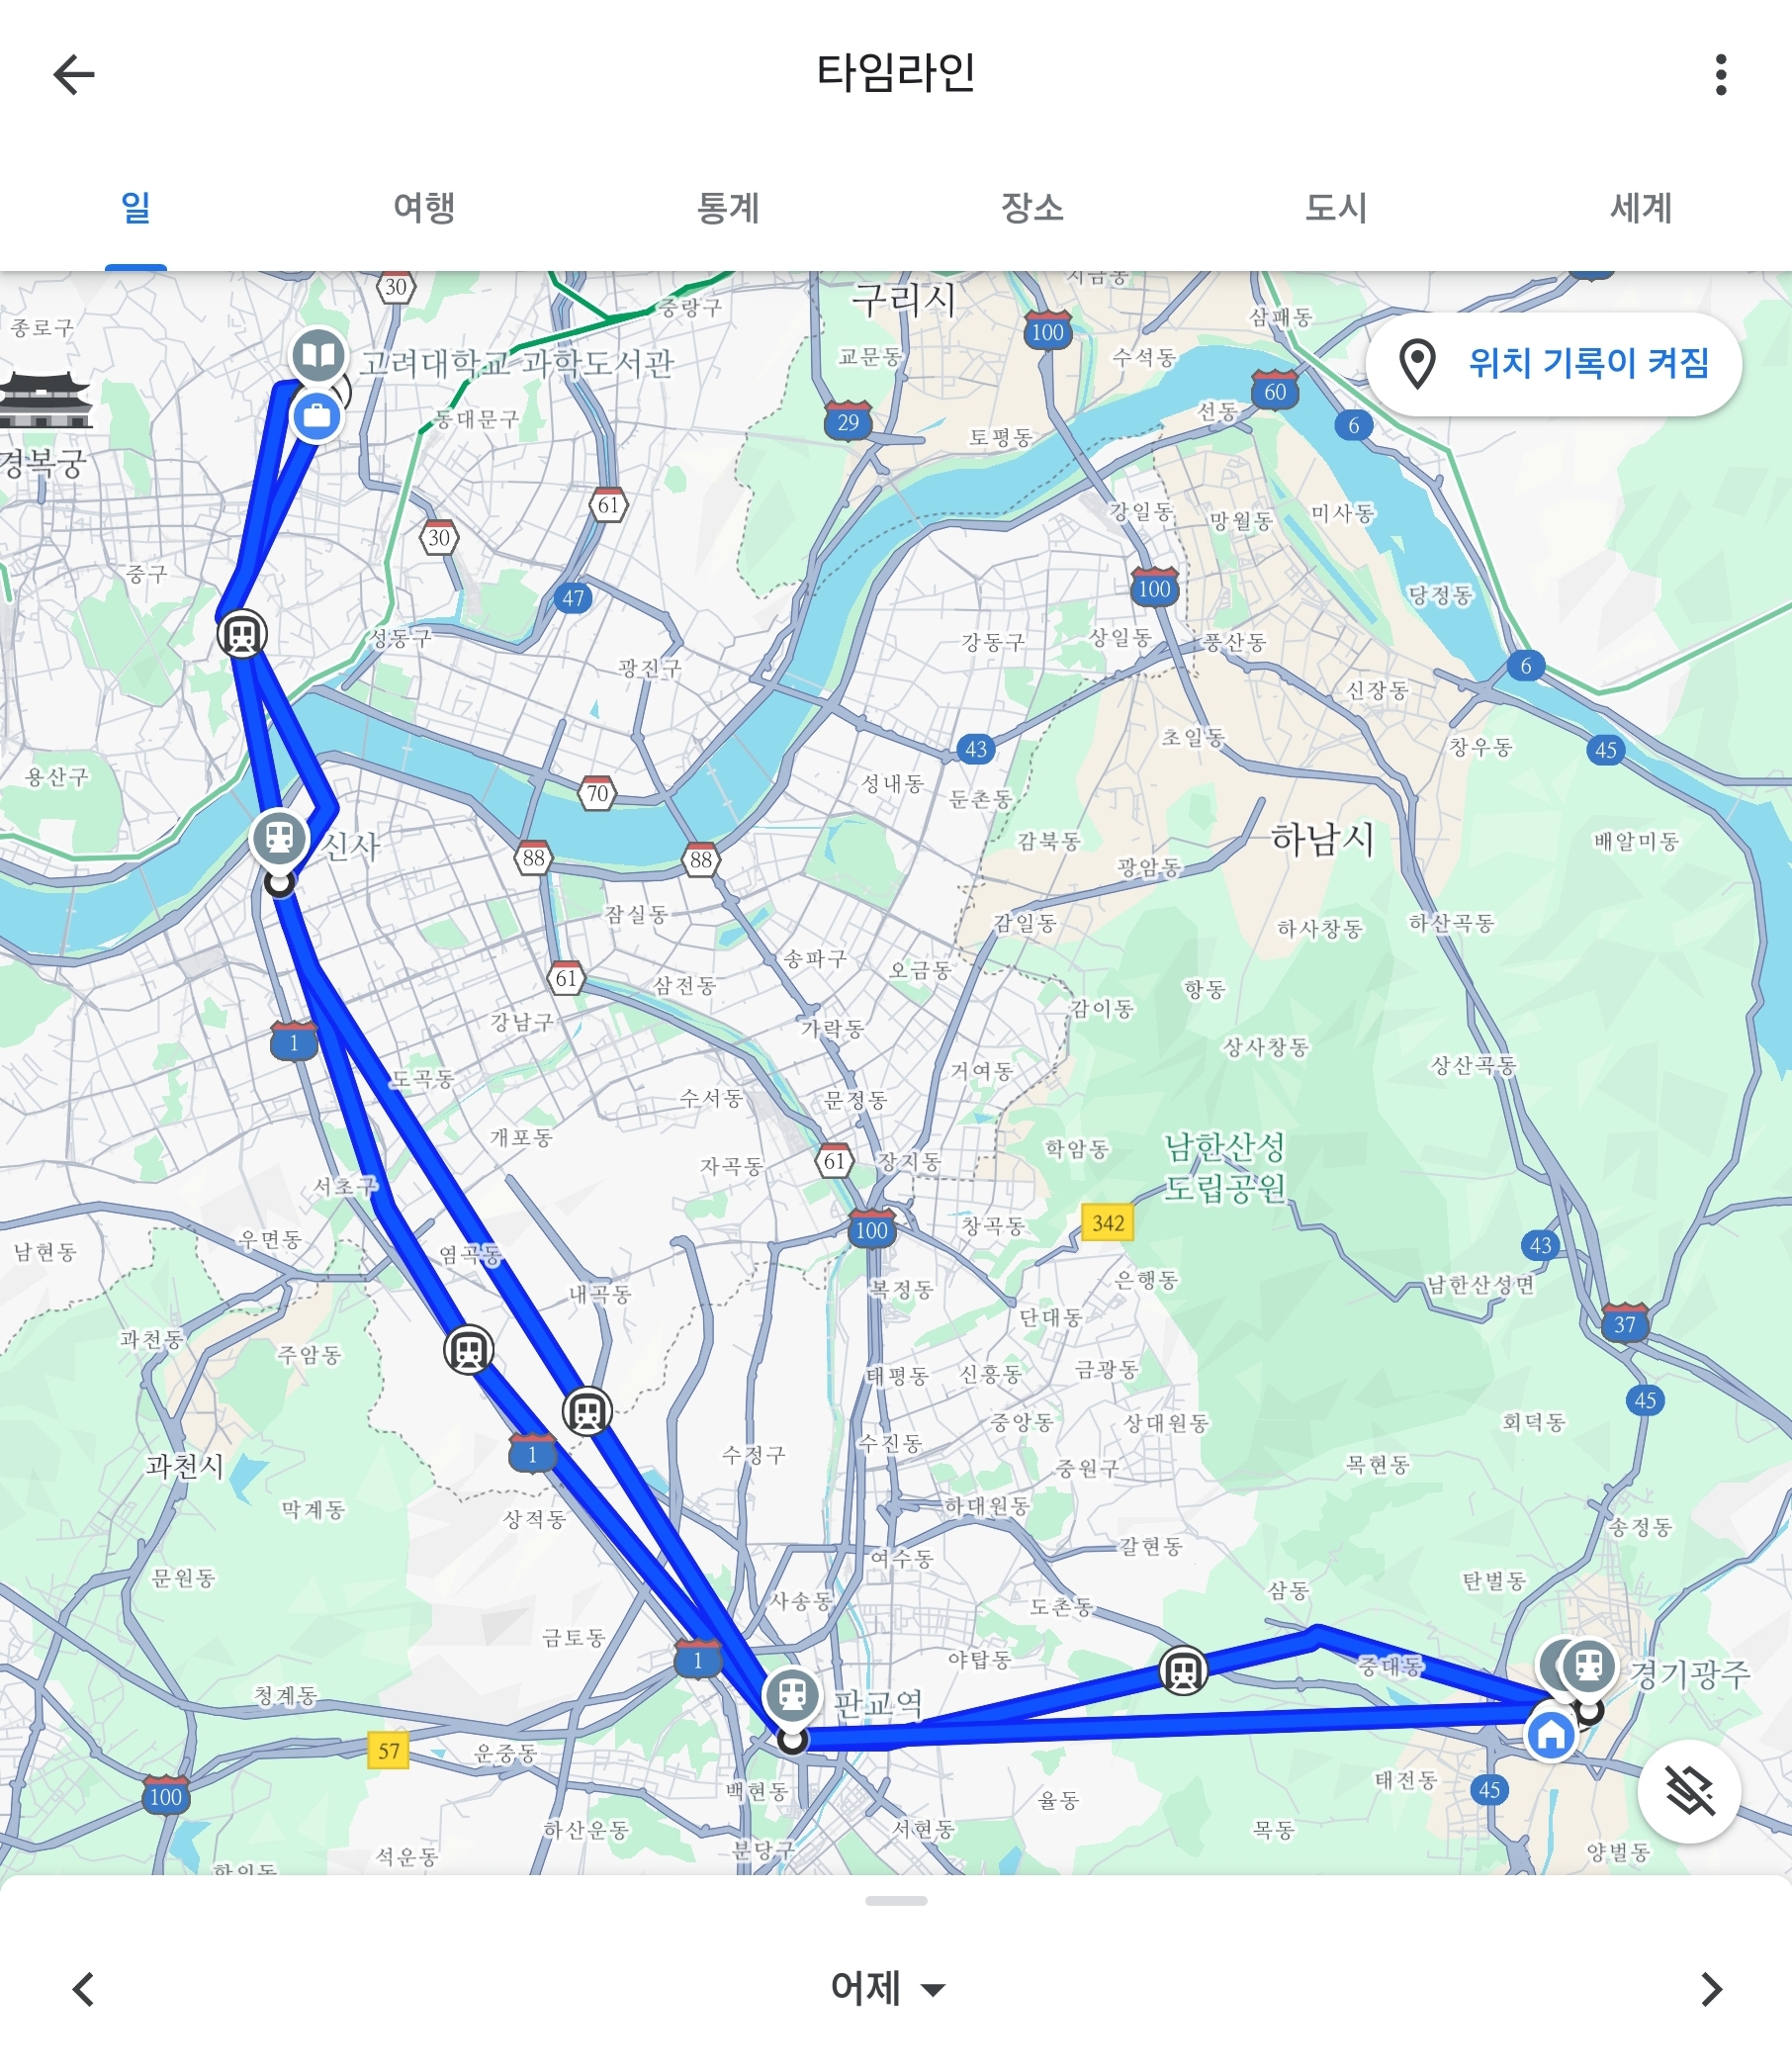 타임라인
일 여행 통계 장소 도시 세계
위치 기록이 켜짐
30
중랑구
구리시
지금동
종로구
삼패동
100
교문동
수석동
고려대학교 과학도서관
60
29
선동
6
동대문구
토평동
경복궁
61
강일동
망월동
미사동
30
중구
47
100
당정동
성동구
강동구
상일동
풍산동
광진구
6
신장동
43
초일동
창우동
45
용산구
70
성내동
둔촌동
신사
88
88
감북동
하남시
배알미동
광암동
잠실동
감일동
하사창동
하산곡동
송파구
오금동
61
삼전동
항동
감이동
강남구
가락동
1
상사창동
상산곡동
도곡동
거여동
수서동
문정동
개포동
자곡동
61
장지동
학암동
남한산성
도립공원
서초구
342
100
창곡동
남현동
우면동
염곡동
43
내곡동
복정동
은행동
남한산성면
단대동
37
과천동
주암동
태평동
신흥동
금광동
45
중앙동
상대원동
회덕동
1
수정구
수진동
과천시
중원구
목현동
막계동
상적동
하대원동
송정동
갈현동
여수동
문원동
탄벌동
삼동
사송동
도촌동
금토동
1
야탑동
중대동
경기광주
청계동
판교역
57
운중동
100
백현동
율동
태전동
45
하산운동
서현동
목동
분당구
석운동
양벌동
학의동
어제